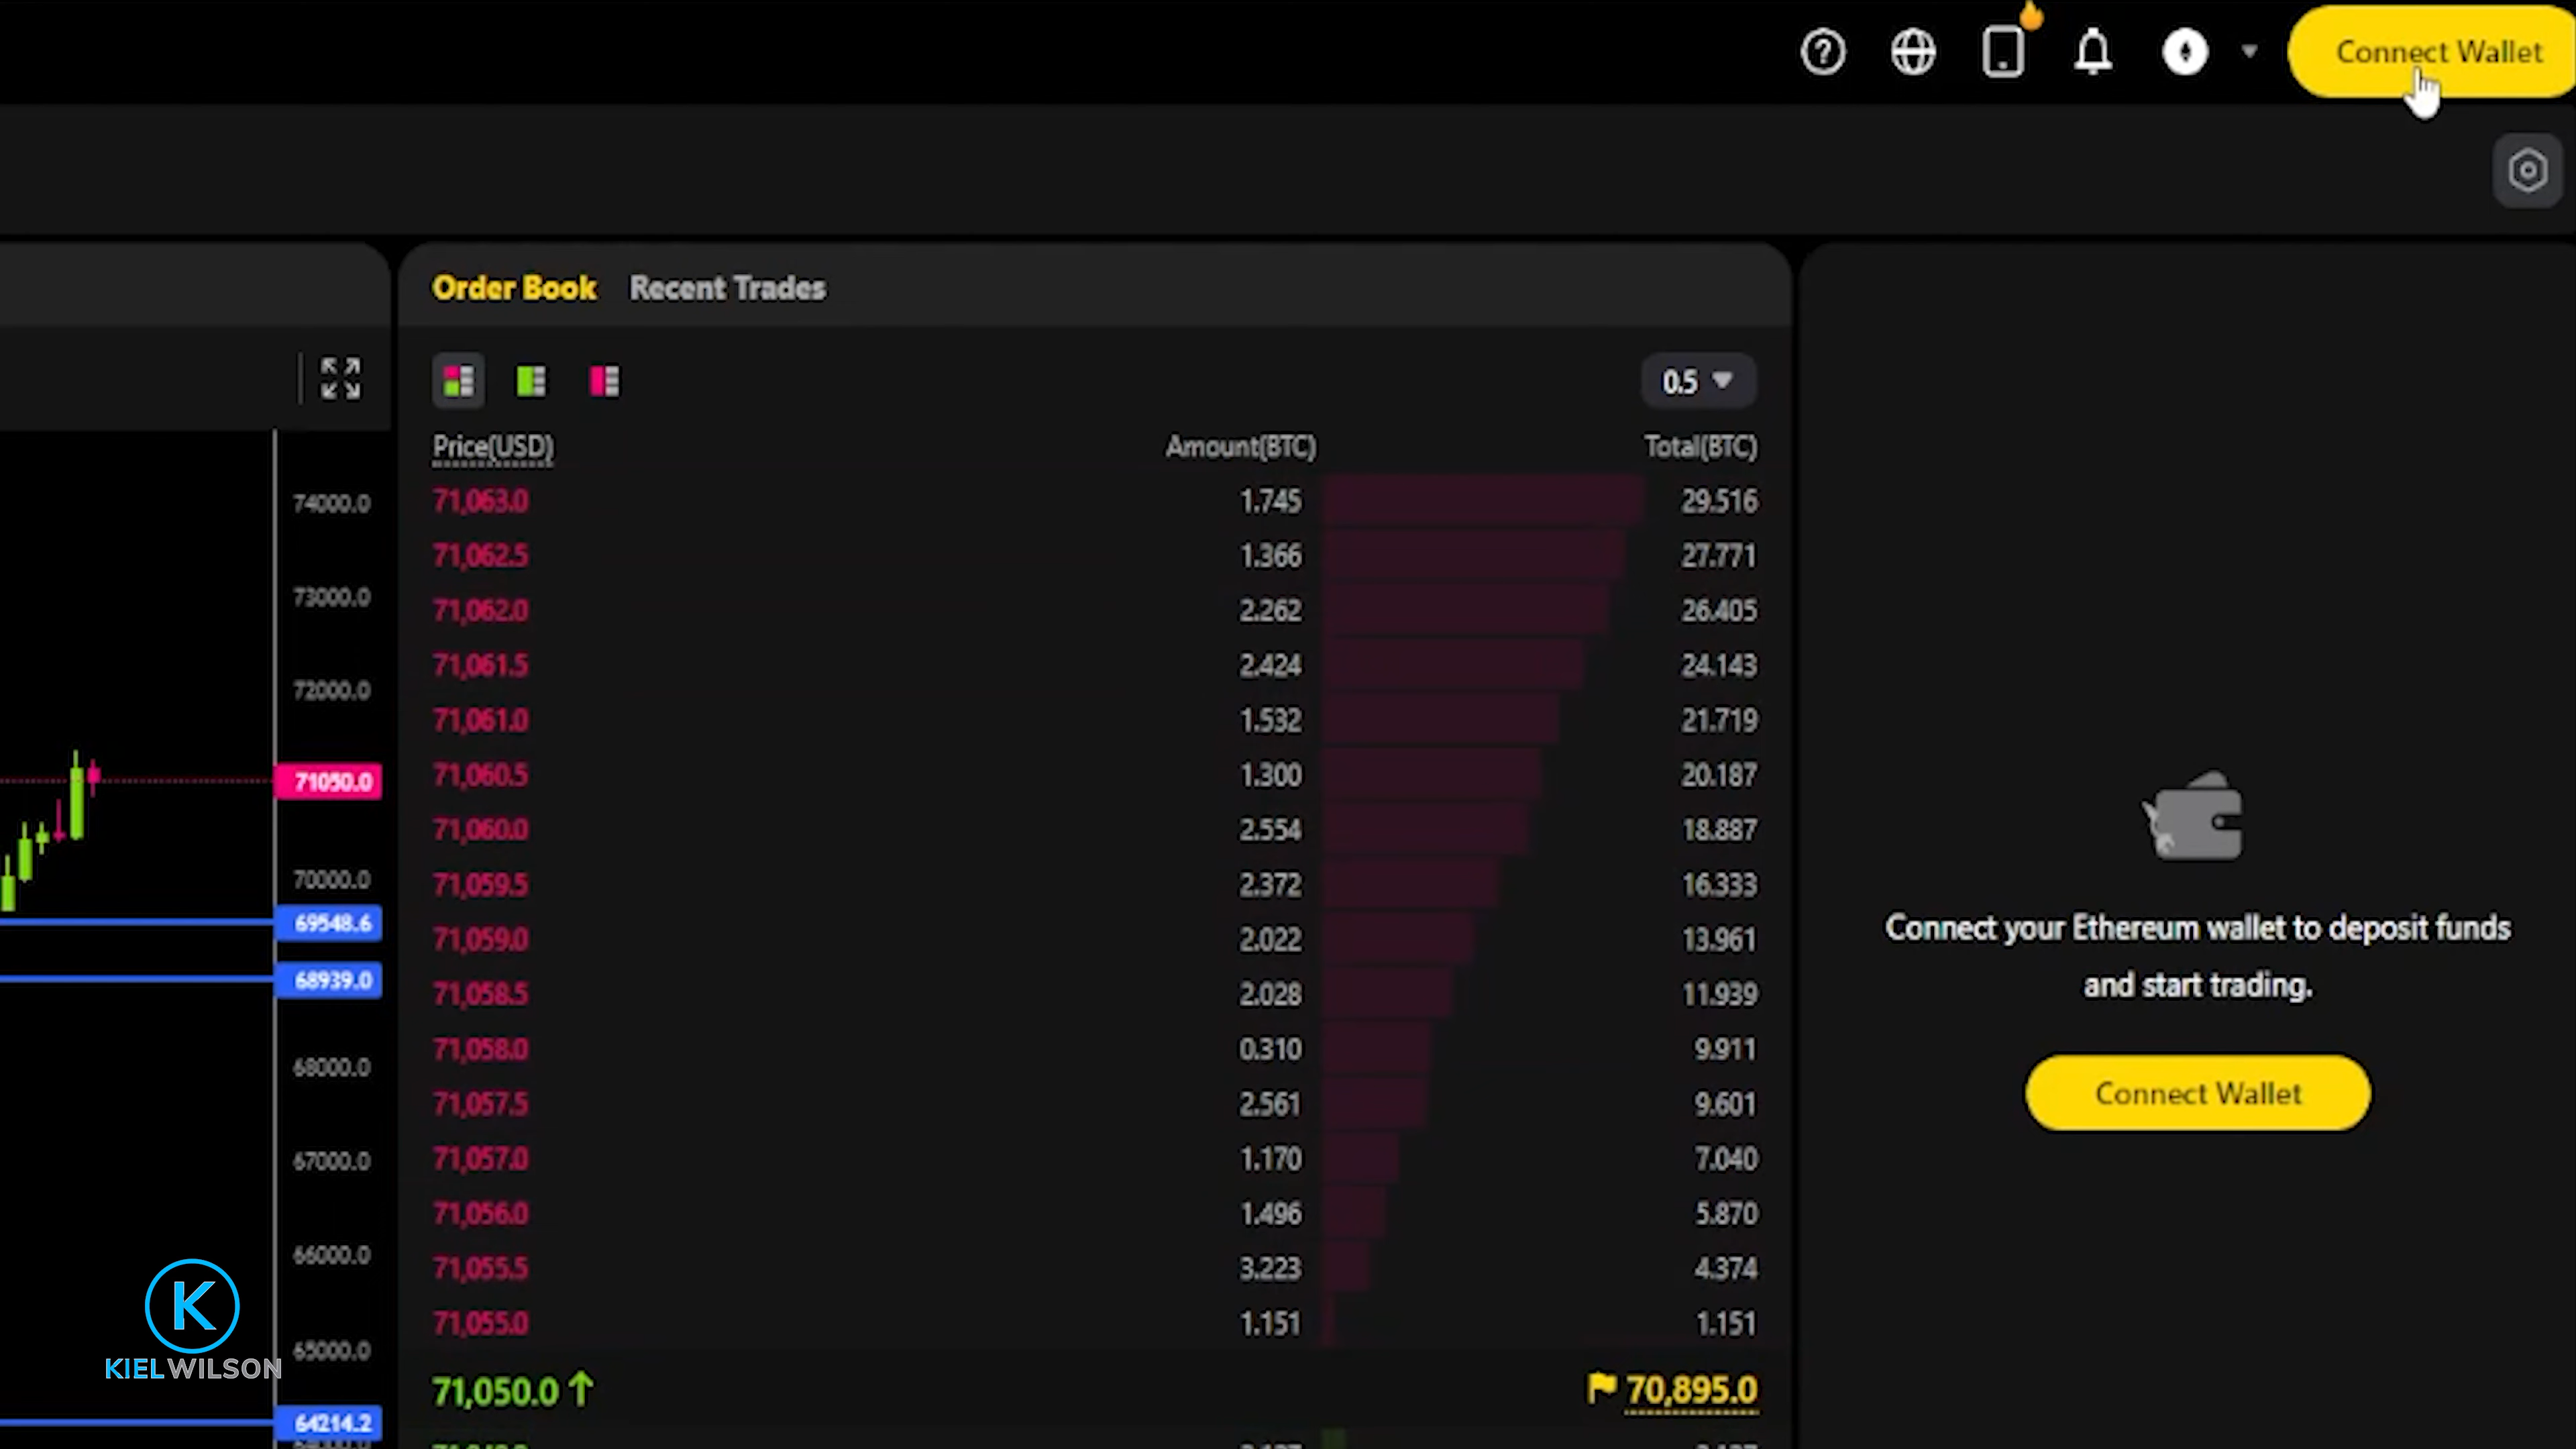 Connect Wallet
Order Book Recent Trades
0.5
Price(USD) Amount(BTC) Total(BTC)
71,063.0 1.745 29.516
71,062.5 1.366 27.771
71,062.0 2.262 26.405
71,061.5 2.424 24.143
71,061.0 1.532 21.719
71,060.5 1.300 20.187
71,060.0 2.554 18.887
71,059.5 2.372 16.333
71,059.0 2.022 13.961
71,058.5 2.028 11.939
71,058.0 0.310 9.911
71,057.5 2.561 9.601
71,057.0 1.170 7.040
71,056.0 1.496 5.870
71,055.5 3.223 4.374
71,055.0 1.151 1.151
71,050.0 70,895.0
74000.0
73000.0
72000.0
71050.0
70000.0
69548.6
68939.0
68000.0
67000.0
66000.0
65000.0
64214.2
Connect your Ethereum wallet to deposit funds
and start trading.
Connect Wallet
K
KIELWILSON